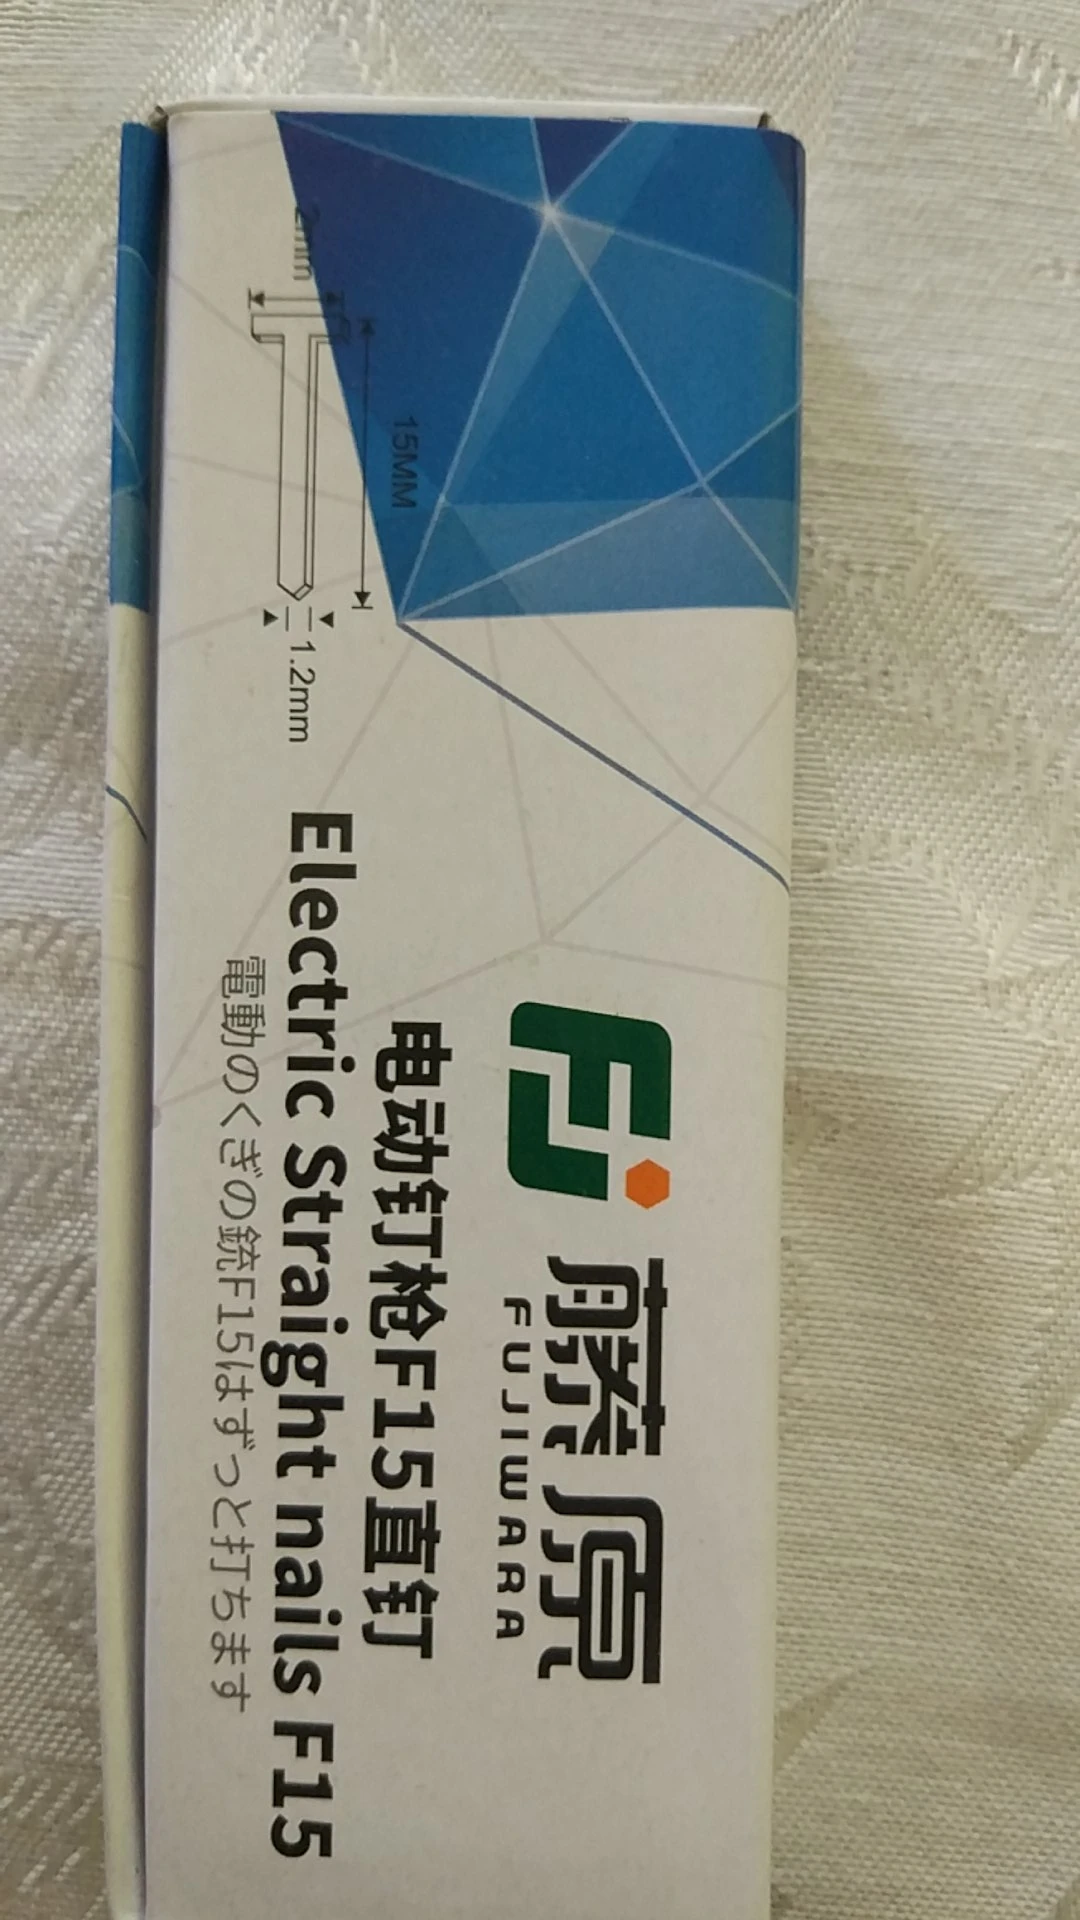 FJ 藤原
FUJIWARA
电动钉枪F15直钉
Electric Straight nails F15
電動のくぎの銃F15はずっと打ちます
2mm
15MM
1.2mm